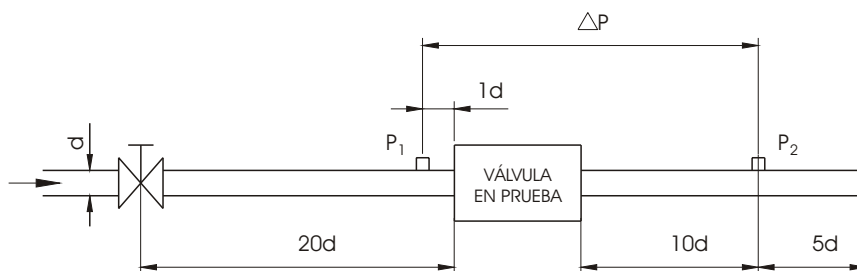 △P
1d
d
P₁
P₂
VÁLVULA
EN PRUEBA
20d
10d
5d